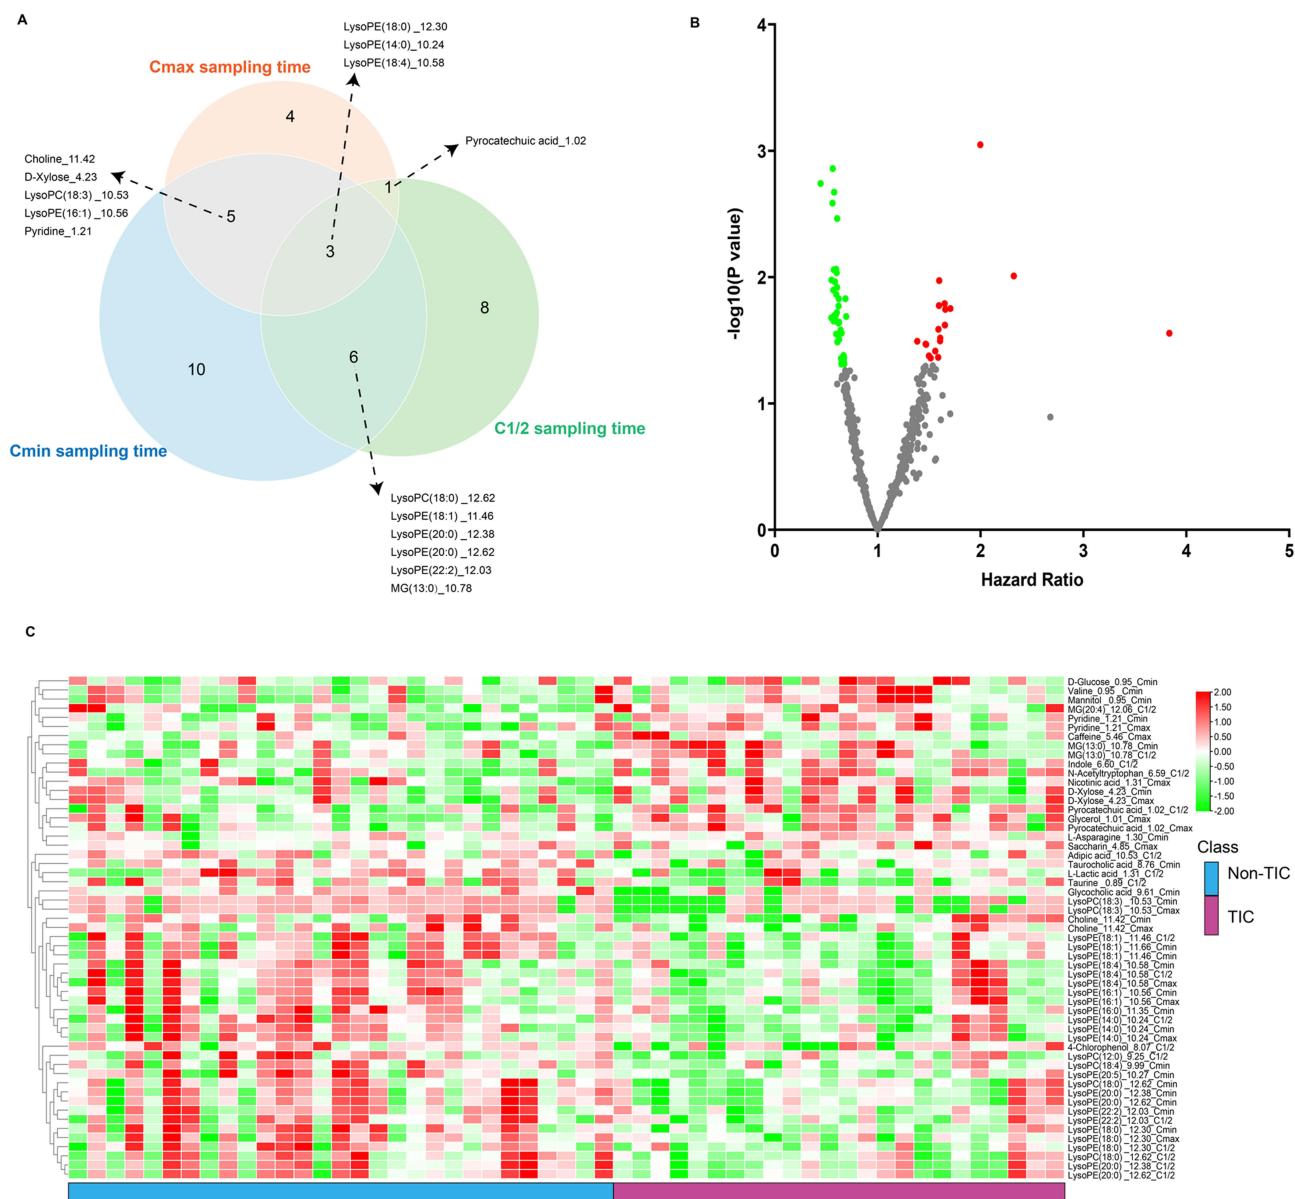 A
LysoPE(18:0) _12.30
LysoPE(14:0)_10.24
LysoPE(18:4)_10.58
Cmax sampling time
4
Pyrocatechuic acid_1.02
1
Choline_11.42
D-Xylose_4.23
LysoPC(18:3) _10.53
LysoPE(16:1) _10.56
Pyridine_1.21
5
3
8
6
10
C1/2 sampling time
Cmin sampling time
LysoPC(18:0) _12.62
LysoPE(18:1) _11.46
LysoPE(20:0) _12.38
LysoPE(20:0) _12.62
LysoPE(22:2)_12.03
MG(13:0)_10.78
B
4
3
2
1
0
-log10(P value)
0 1 2 3 4 5
Hazard Ratio
C
D-Glucose_0.95_Cmin
Valine_0.95 _Cmin
Mannitol _0.95_Cmin
MG(20:4)_12.06_C1/2
Pyridine_1.21_Cmin
Pyridine_1.21_Cmax
Caffeine_5.46_Cmax
MG(13:0)_10.78_Cmin
MG(13:0)_10.78_C1/2
Indole_6.60_C1/2
N-Acetyltryptophan_6.59_C1/2
Nicotinic acid_1.31_Cmax
D-Xylose_4.23_Cmin
D-Xylose_4.23_Cmax
Pyrocatechuic acid_1.02_C1/2
Glycerol_1.01_Cmax
Pyrocatechuic acid_1.02_Cmax
L-Asparagine_1.30_Cmin
Saccharin_4.85_Cmax
Adipic acid_10.53_C1/2
Taurocholic acid_8.76_Cmin
L-Lactic acid_1.31_C1/2
Taurine_0.89_C1/2
Glycocholic acid_9.61_Cmin
LysoPC(18:3) _10.53_Cmin
LysoPC(18:3) _10.53_Cmax
Choline_11.42_Cmin
Choline_11.42_Cmax
LysoPE(18:1) _11.46_C1/2
LysoPE(18:1) _11.66_Cmin
LysoPE(18:1) _11.46_Cmin
LysoPE(18:4) _10.58_Cmin
LysoPE(18:4) _10.58_C1/2
LysoPE(18:4) _10.58_Cmax
LysoPE(16:1) _10.56_Cmin
LysoPE(16:1) _10.56_Cmax
LysoPE(16:0) _11.35_Cmin
LysoPE(14:0) _10.24_C1/2
LysoPE(14:0) _10.24_Cmin
LysoPE(14:0) _10.24_Cmax
4-Chlorophenol_8.07_C1/2
LysoPC(12:0) _9.25_C1/2
LysoPC(18:4) _9.99_Cmin
LysoPE(20:5) _10.27_Cmin
LysoPC(18:0) _12.62_Cmin
LysoPE(20:0) _12.38_Cmin
LysoPE(20:0) _12.62_Cmin
LysoPE(22:2) _12.03_Cmin
LysoPE(22:2) _12.03_C1/2
LysoPE(18:0) _12.30_Cmin
LysoPE(18:0) _12.30_Cmax
LysoPE(18:0) _12.30_C1/2
LysoPC(18:0) _12.62_C1/2
LysoPE(20:0) _12.38_C1/2
LysoPE(20:0) _12.62_C1/2
2.00
1.50
1.00
0.50
0.00
-0.50
-1.00
-1.50
-2.00
Class
Non-TIC
TIC